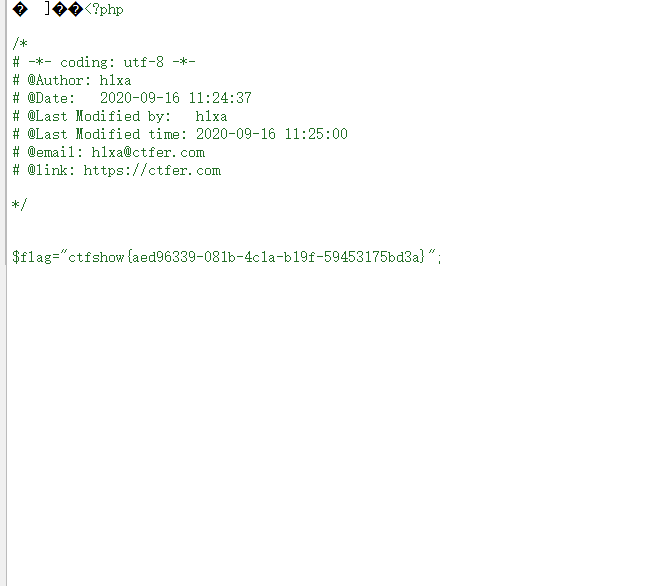 � ]��<?php
/*
# -*- coding: utf-8 -*-
# @Author: h1xa
# @Date:   2020-09-16 11:24:37
# @Last Modified by:   h1xa
# @Last Modified time: 2020-09-16 11:25:00
# @email: h1xa@ctfer.com
# @link: https://ctfer.com
*/
$flag="ctfshow{aed96339-081b-4c1a-b19f-59453175bd3a}";